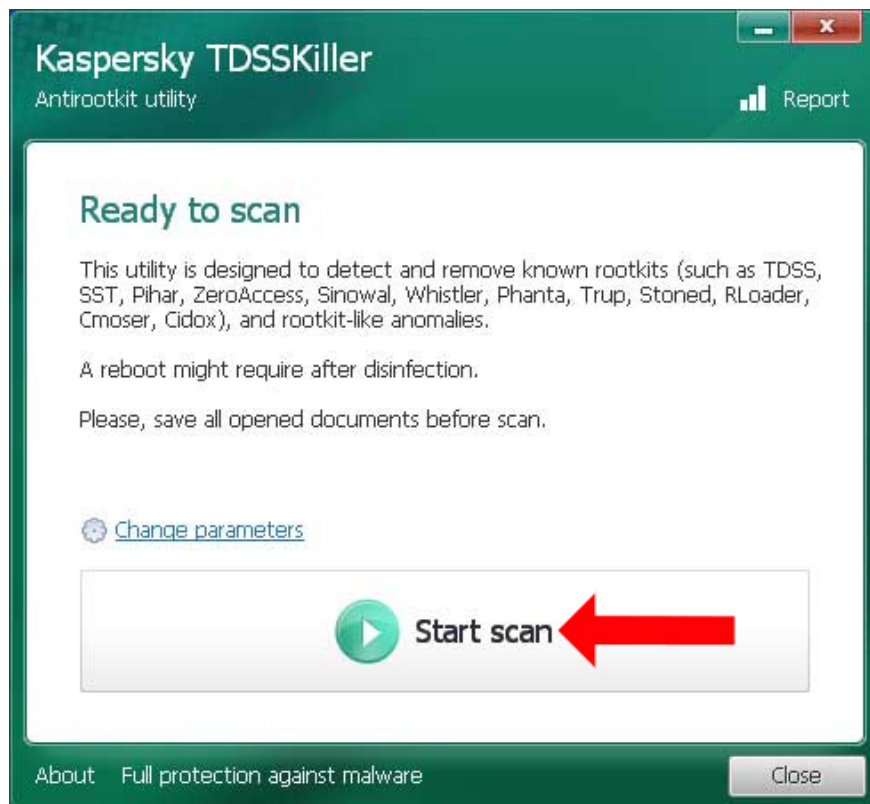 Kaspersky TDSSKiller
Antirootkit utility
Report
Ready to scan
This utility is designed to detect and remove known rootkits (such as TDSS,
SST, Pihar, ZeroAccess, Sinowal, Whistler, Phanta, Trup, Stoned, RLoader,
Cmoser, Cidox), and rootkit-like anomalies.
A reboot might require after disinfection.
Please, save all opened documents before scan.
Change parameters
Start scan
About Full protection against malware
Close